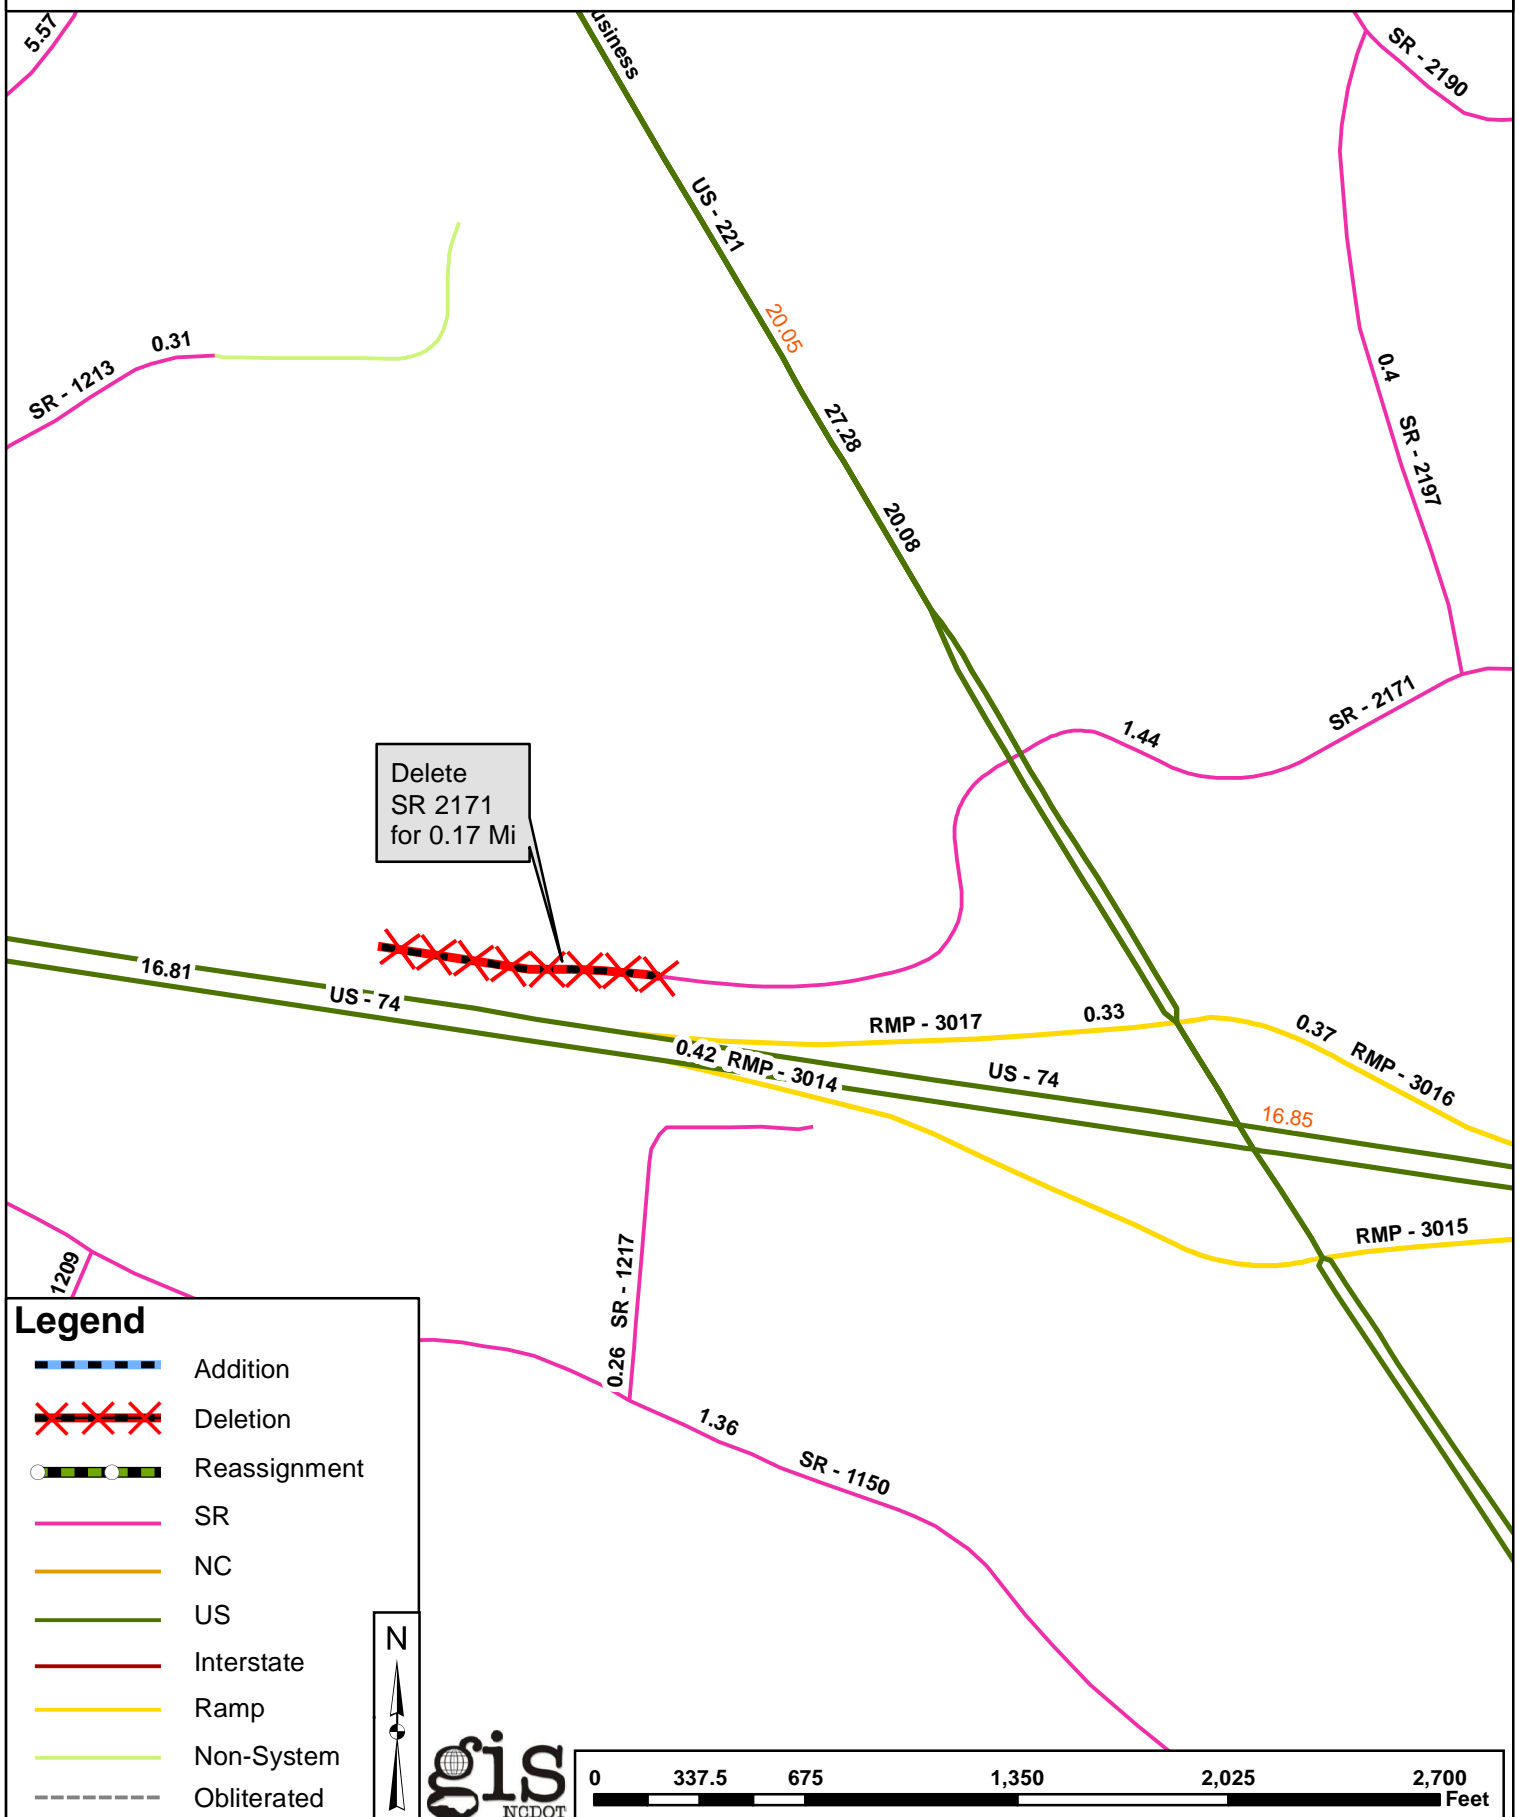 5.57
usiness
SR - 2190
US - 221
20.05
0.31
SR - 1213
0.4
SR - 2197
27.28
20.08
SR - 2171
1.44
Delete
SR 2171
for 0.17 Mi
16.81
US - 74
RMP - 3017
0.33
0.37
RMP - 3016
0.42 RMP - 3014
US - 74
16.85
RMP - 3015
1209
SR - 1217
0.26
1.36
SR - 1150
Legend
Addition
Deletion
Reassignment
SR
NC
US
Interstate
Ramp
Non-System
Obliterated
N
gis
NCDOT
0 337.5 675 1,350 2,025 2,700
Feet